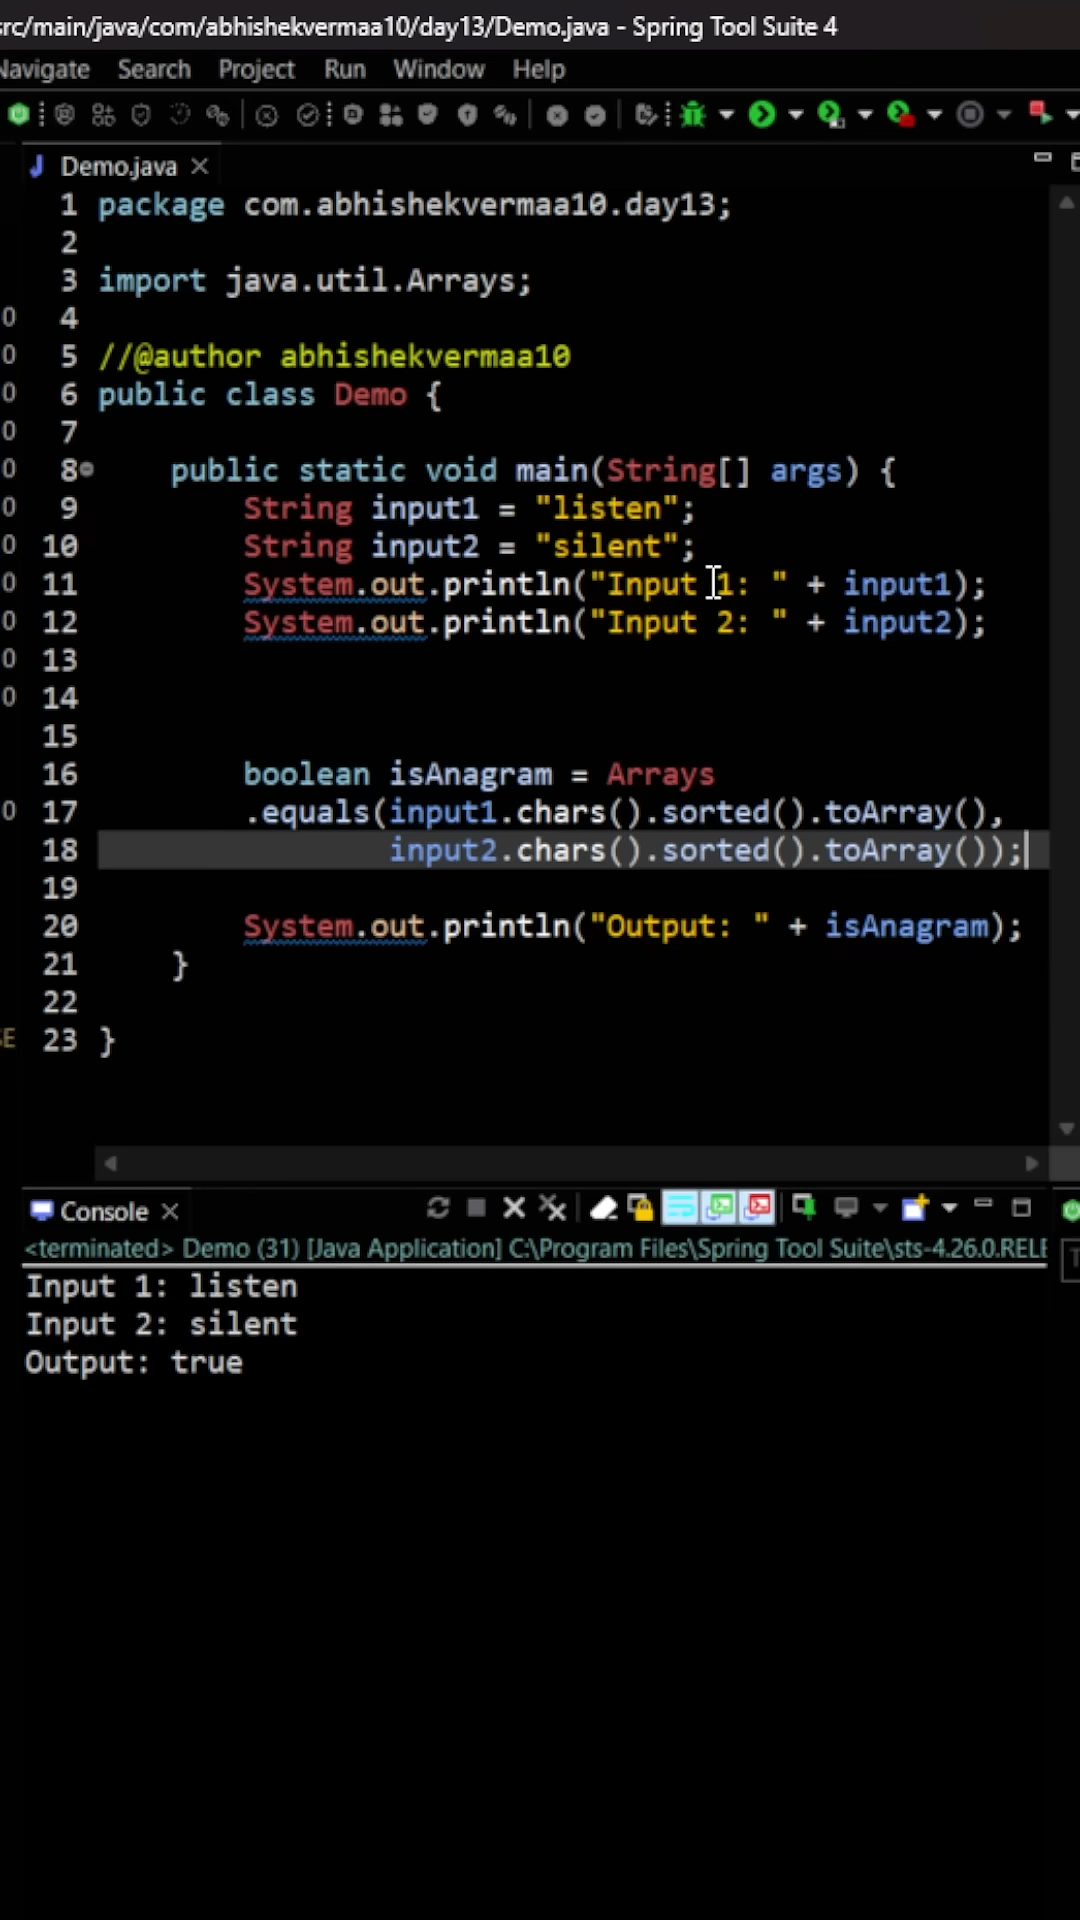 src/main/java/com/abhishekvermaa10/day13/Demo.java - Spring Tool Suite 4
Navigate Search Project Run Window Help
Demo.java
1 package com.abhishekvermaa10.day13;
2
3 import java.util.Arrays;
4
5 //@author abhishekvermaa10
6 public class Demo {
7
8     public static void main(String[] args) {
9         String input1 = "listen";
10         String input2 = "silent";
11         System.out.println("Input 1: " + input1);
12         System.out.println("Input 2: " + input2);
13
14
15
16         boolean isAnagram = Arrays
17         .equals(input1.chars().sorted().toArray(),
18                 input2.chars().sorted().toArray());
19
20         System.out.println("Output: " + isAnagram);
21     }
22
23 }
Console
<terminated> Demo (31) [Java Application] C:\Program Files\Spring Tool Suite\sts-4.26.0.RELE
Input 1: listen
Input 2: silent
Output: true